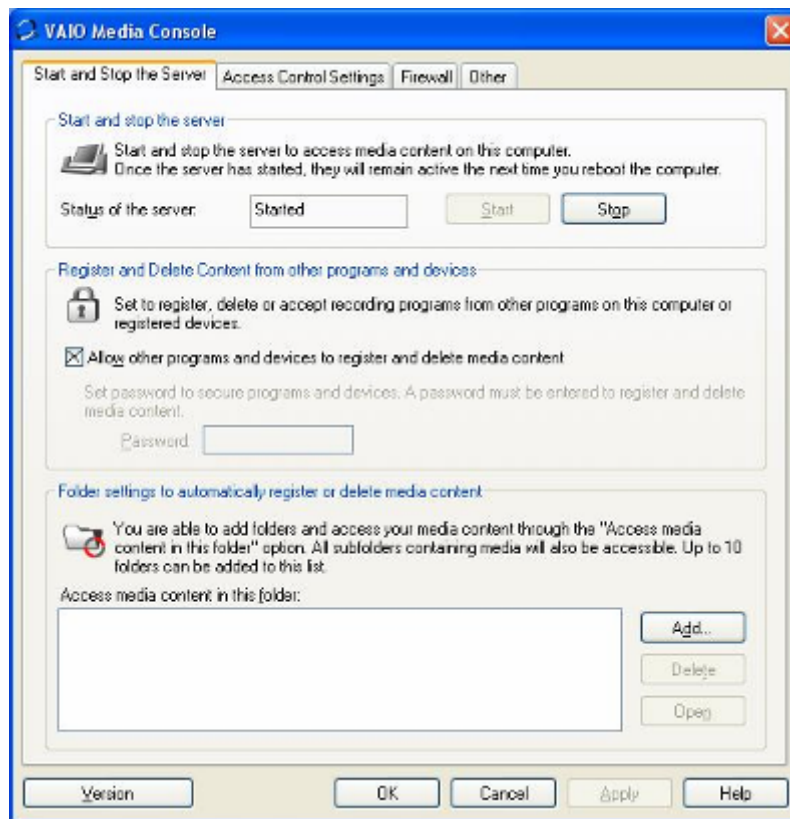 VAIO Media Console
Start and Stop the Server Access Control Settings Firewall Other
Start and stop the server
Start and stop the server to access media content on this computer.
Once the server has started, they will remain active the next time you reboot the computer.
Status of the server: Started Start Stop
Register and Delete Content from other programs and devices
Set to register, delete or accept recording programs from other programs on this computer or
registered devices.
Allow other programs and devices to register and delete media content
Set password to secure programs and devices. A password must be entered to register and delete
media content.
Password
Folder settings to automatically register or delete media content
You are able to add folders and access your media content through the "Access media
content in this folder" option. All subfolders containing media will also be accessible. Up to 10
folders can be added to this list.
Access media content in this folder:
Add...
Delete
Open
Version OK Cancel Apply Help